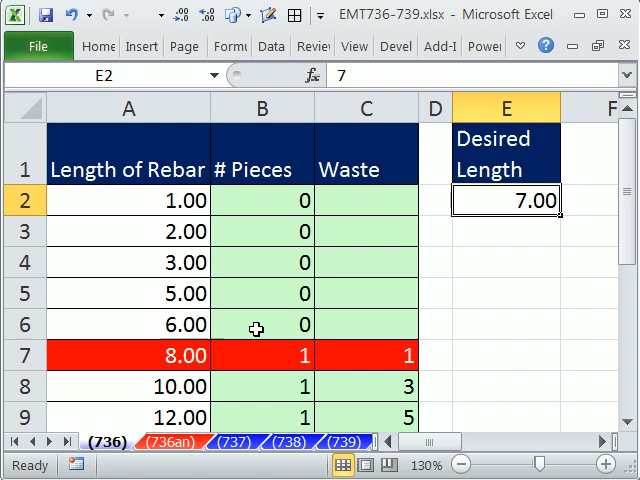 EMT736-739.xlsx - Microsoft Excel
File Home Insert Page Formu Data Review View Devel Add-I Power
E2 fx 7
A B C D E F
1 Length of Rebar # Pieces Waste Desired Length
2 1.00 0 7.00
3 2.00 0
4 3.00 0
5 5.00 0
6 6.00 0
7 8.00 1 1
8 10.00 1 3
9 12.00 1 5
(736) (736an) (737) (738) (739)
Ready 130%